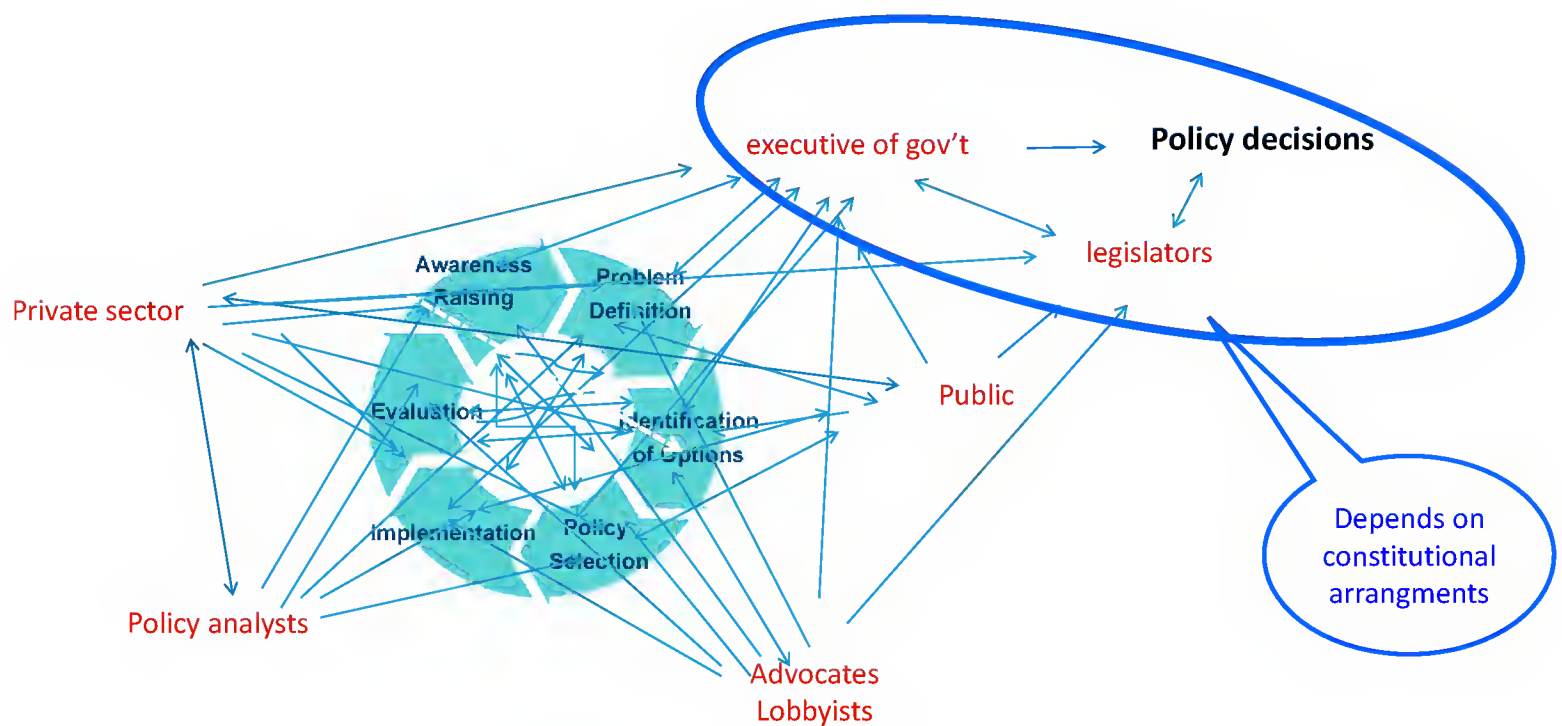 executive of gov't
Policy decisions
legislators
Awareness
Raising
Problem
Definition
Private sector
Evaluation
Identification
of Options
Public
Implementation
Policy
Selection
Policy analysts
Advocates
Lobbyists
Depends on
constitutional
arrangments